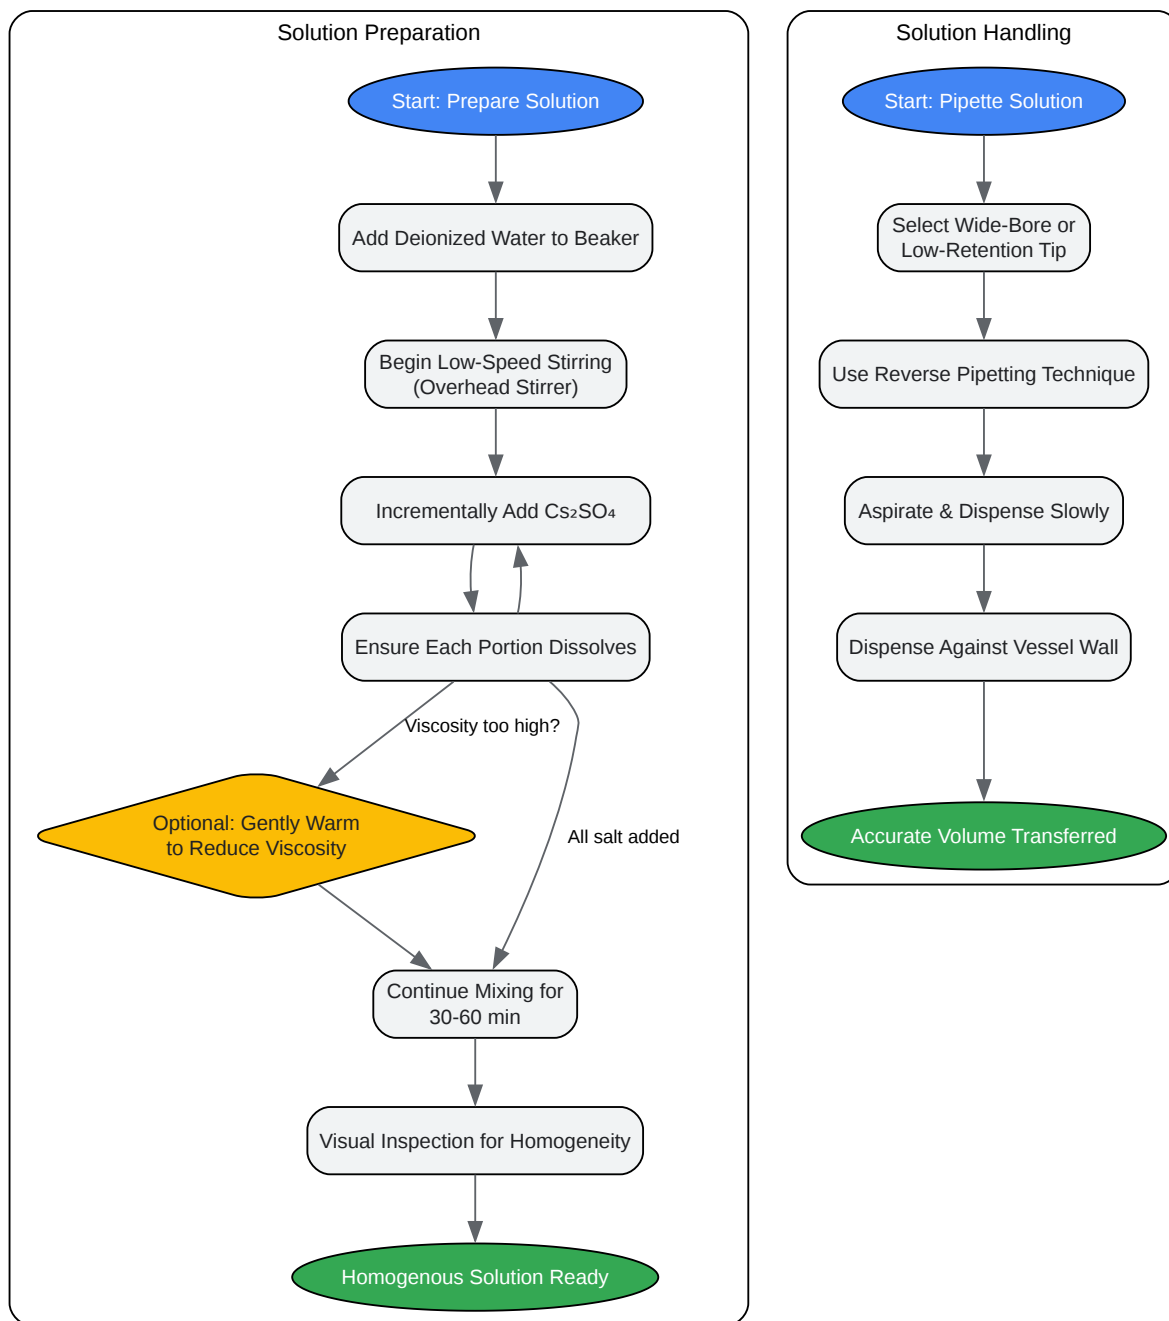 Solution Preparation
Start: Prepare Solution
Add Deionized Water to Beaker
Begin Low-Speed Stirring
(Overhead Stirrer)
Incrementally Add Cs₂SO₄
Ensure Each Portion Dissolves
Viscosity too high?
Optional: Gently Warm
to Reduce Viscosity
All salt added
Continue Mixing for
30-60 min
Visual Inspection for Homogeneity
Homogenous Solution Ready
Solution Handling
Start: Pipette Solution
Select Wide-Bore or
Low-Retention Tip
Use Reverse Pipetting Technique
Aspirate & Dispense Slowly
Dispense Against Vessel Wall
Accurate Volume Transferred